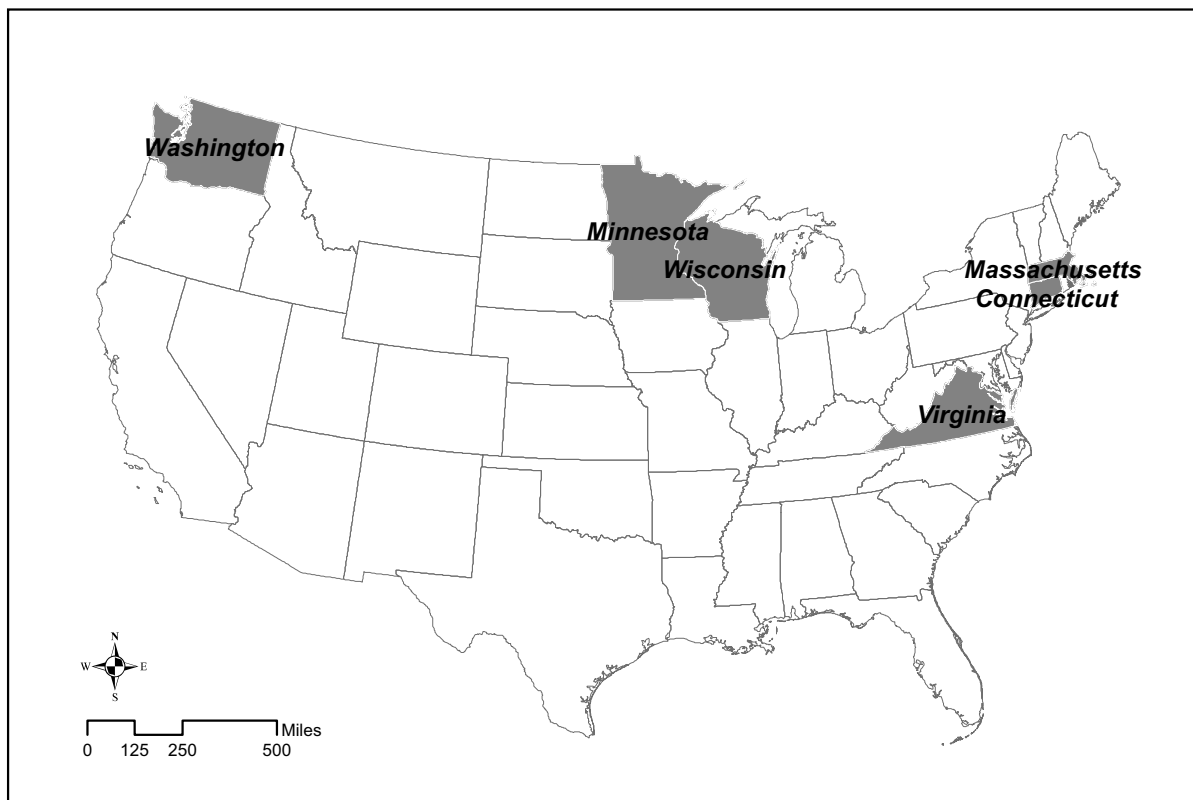 Washington
Minnesota
Wisconsin
Massachusetts
Connecticut
Virginia
N
W E
S
Miles
0 125 250 500